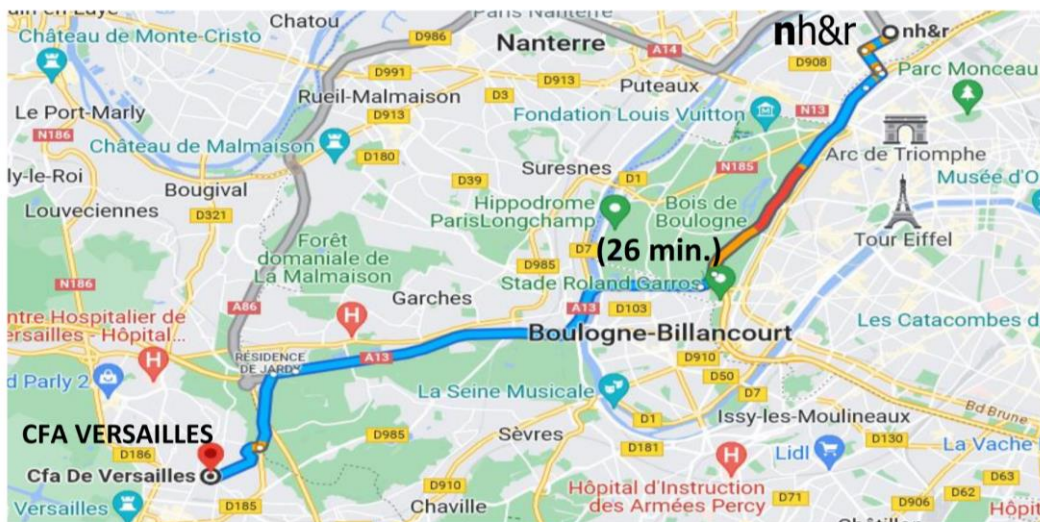 Chatou
Paris Nanterre
Château de Monte-Cristo
D986
Nanterre
A14
nh&r
nh&r
D991
D913
D908
Parc Monceau
Rueil-Malmaison
D3
Puteaux
Le Port-Marly
D913
Fondation Louis Vuitton
N13
N186
Château de Malmaison
D180
N185
Arc de Triomphe
Suresnes
ly-le-Roi
Bougival
D39
D1
Musée d'O
Louveciennes
D321
Hippodrome
ParisLongchamp
Bois de
Boulogne
Tour Eiffel
Forêt
domaniale de
La Malmaison
D7
(26 min.)
D985
Stade Roland Garros
N186
A86
Garches
A13
D103
ntre Hospitalier de
ersailles - Hôpital...
H
H
Boulogne-Billancourt
Les Catacombes d
RÉSIDENCE
DE JARDY
A13
D910
d Parly 2
D50
La Seine Musicale
D7
Issy-les-Moulineaux
Bd Brune
CFA VERSAILLES
D985
Sèvres
D1
D130
D186
D181
H
Lidl
La Vache
Cfa De Versailles
Hôpital d'Instruction
des Armées Percy
D63
D71
D62
Versailles
D185
D910
Chaville
D906
Hôpit